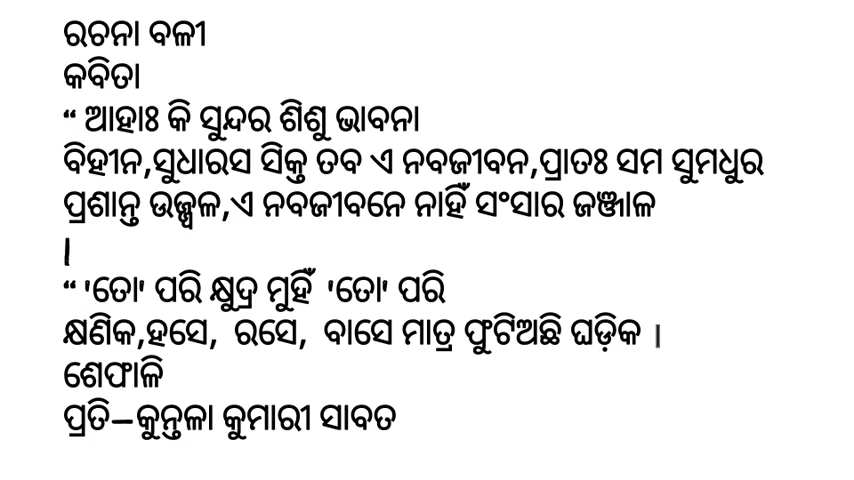 ରଚନା ବଳୀ
କବିତା
“ ଆହାଃ କି ସୁନ୍ଦର ଶିଶୁ ଭାବନା
ବିହୀନ,ସୁଧାରସ ସିକ୍ତ ତବ ଏ ନବଜୀବନ,ପ୍ରାତଃ ସମ ସୁମଧୁର
ପ୍ରଶାନ୍ତ ଉଜ୍ଜ୍ୱଳ,ଏ ନବଜୀବନେ ନାହିଁ ସଂସାର ଜଞ୍ଜାଳ
|
“ 'ତୋ' ପରି କ୍ଷୁଦ୍ର ମୁହିଁ 'ତୋ' ପରି
କ୍ଷଣିକ,ହସେ, ରସେ, ବାସେ ମାତ୍ର ଫୁଟିଅଛି ଘଡ଼ିକ |
ଶେଫାଳି
ପ୍ରତି—କୁନ୍ତଳା କୁମାରୀ ସାବତ